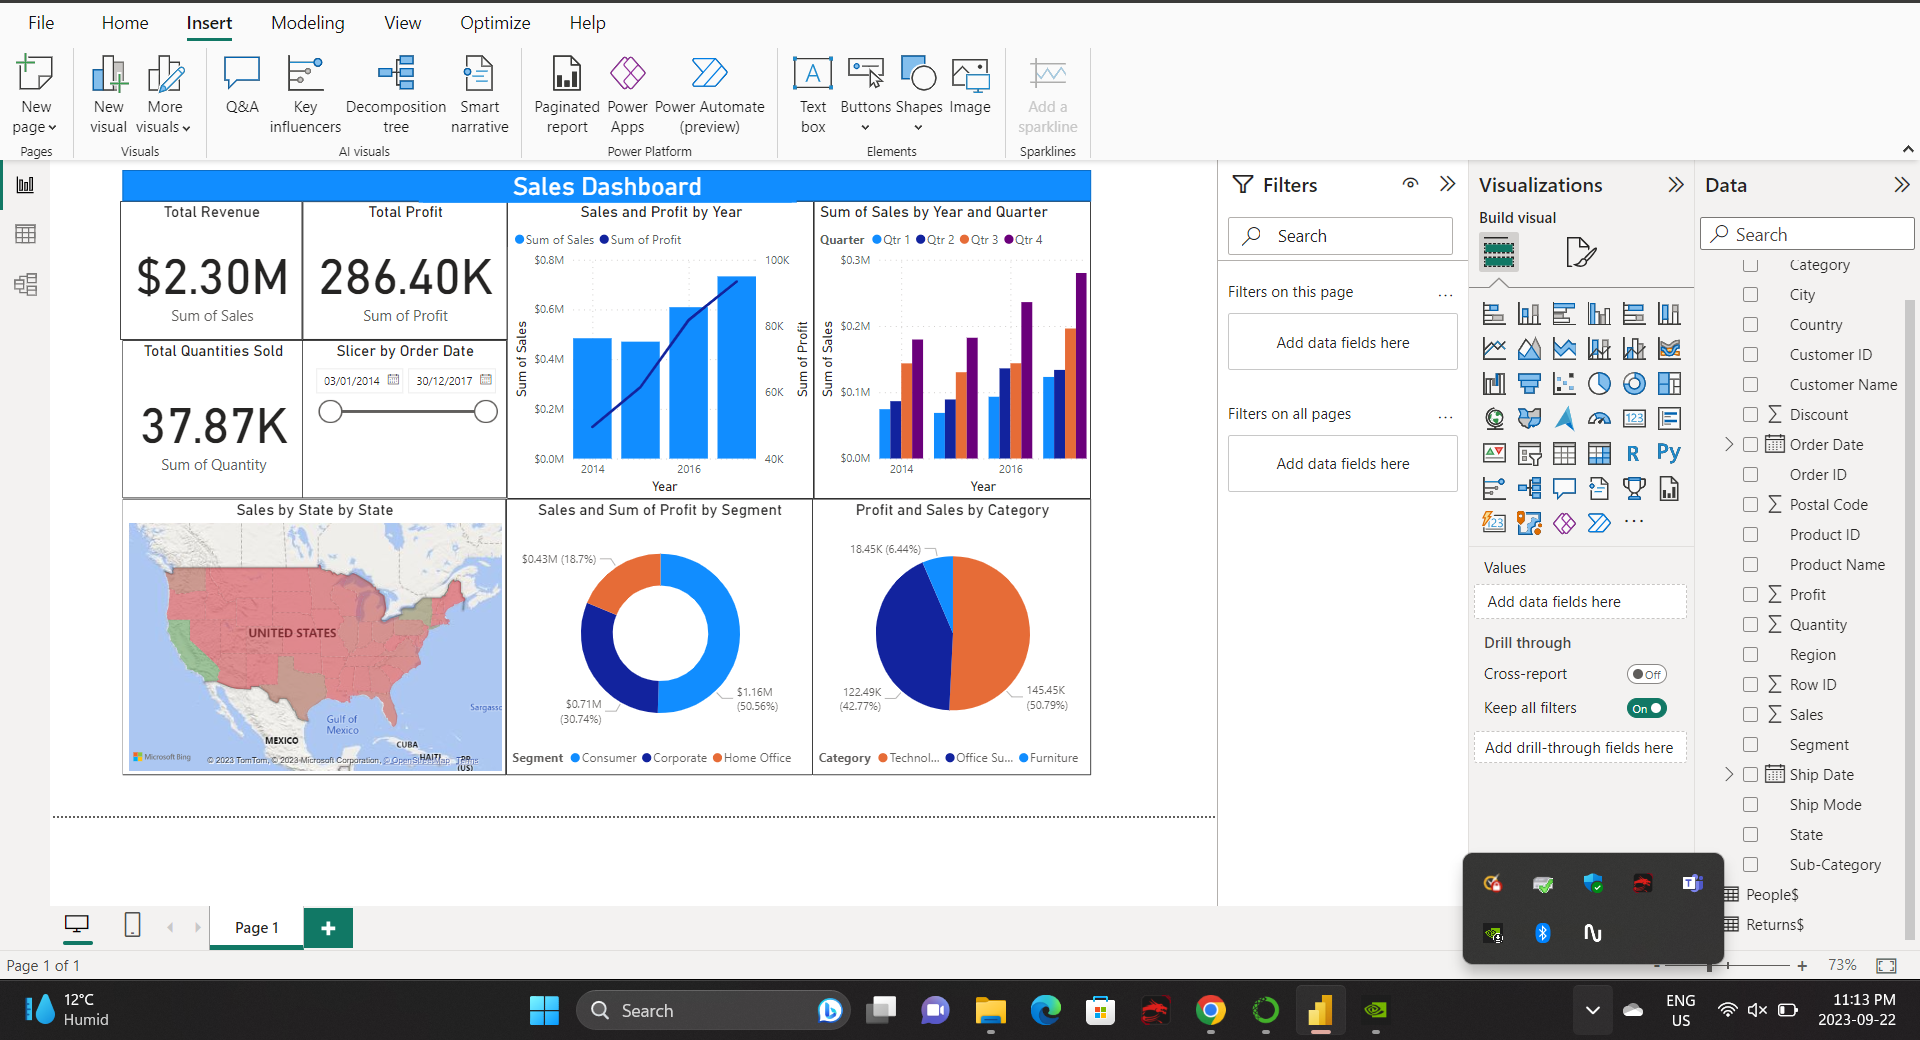 File Home Insert Modeling View Optimize Help
New page
New visual
More visuals
Q&A
Key influencers
Decomposition tree
Smart narrative
Paginated report
Power Apps
Power Automate (preview)
Text box
Buttons
Shapes
Image
Add a sparkline
Pages
Visuals
AI visuals
Power Platform
Elements
Sparklines
Sales Dashboard
Total Revenue
$2.30M
Sum of Sales
Total Profit
286.40K
Sum of Profit
Total Quantities Sold
37.87K
Sum of Quantity
Slicer by Order Date
03/01/2014
30/12/2017
Sales and Profit by Year
Sum of Sales Sum of Profit
$0.8M
$0.6M
$0.4M
$0.2M
$0.0M
Sum of Sales
100K
80K
60K
40K
Sum of Profit
2014 2016
Year
Sum of Sales by Year and Quarter
Quarter Qtr 1 Qtr 2 Qtr 3 Qtr 4
$0.3M
$0.2M
$0.1M
$0.0M
Sum of Sales
2014 2016
Year
Sales by State by State
UNITED STATES
Gulf of
Mexico
MEXICO
CUBA
HAITI
(US)
Sargasso
Microsoft Bing
© 2023 TomTom, © 2023 Microsoft Corporation, © OpenStreetMap Terms
Sales and Sum of Profit by Segment
$0.43M (18.7%)
$0.71M
(30.74%)
$1.16M
(50.56%)
Segment Consumer Corporate Home Office
Profit and Sales by Category
18.45K (6.44%)
122.49K
(42.77%)
145.45K
(50.79%)
Category Technol... Office Su... Furniture
Filters
Search
Filters on this page ...
Add data fields here
Filters on all pages ...
Add data fields here
Visualizations
Build visual
123
R
Py
123
...
Values
Add data fields here
Drill through
Cross-report Off
Keep all filters On
Add drill-through fields here
Data
Search
Category
City
Country
Customer ID
Customer Name
Discount
Order Date
Order ID
Postal Code
Product ID
Product Name
Profit
Quantity
Region
Row ID
Sales
Segment
Ship Date
Ship Mode
State
Sub-Category
People$
Returns$
Page 1
Page 1 of 1
73%
12°C
Humid
Search
ENG
US
11:13 PM
2023-09-22